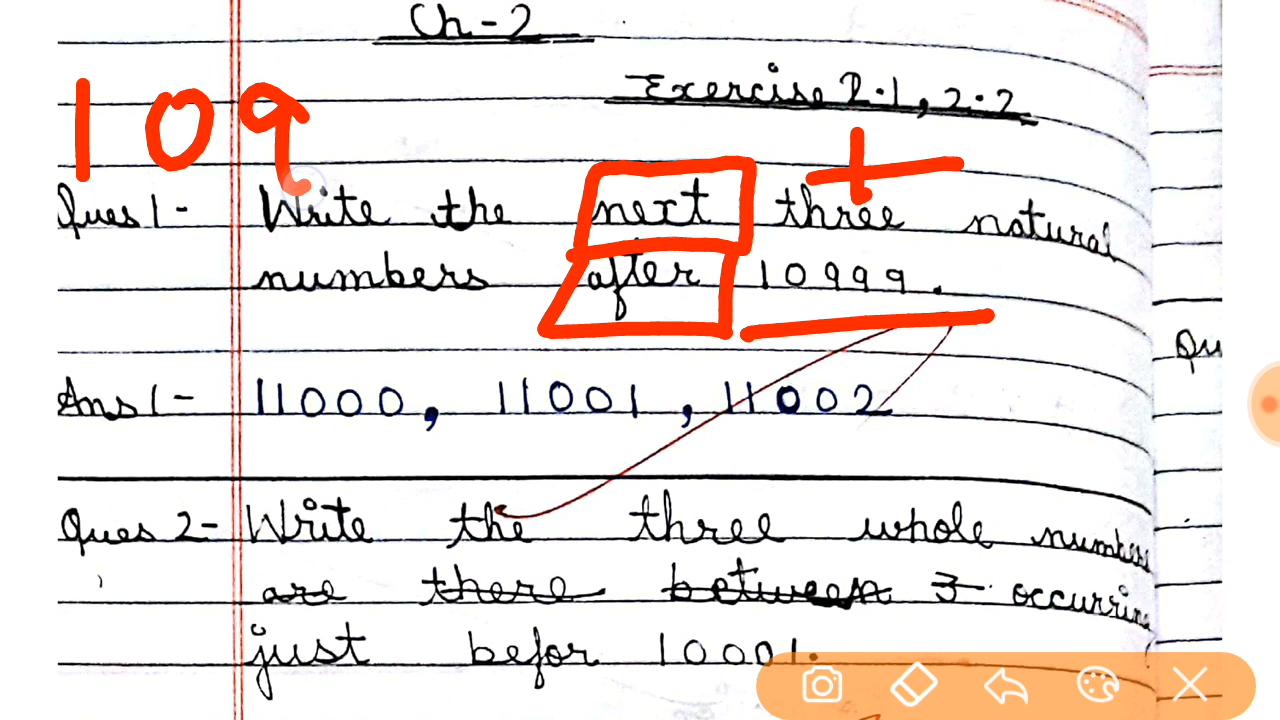 Ch-2
Exercise 2.1, 2.2
109
+
Ques 1- Write the next three natural
numbers after 10999.
Ans 1- 11000, 11001, 11002
Qu
Ques 2- Write the three whole numbers
are there between 3 occurring
just befor 10001.